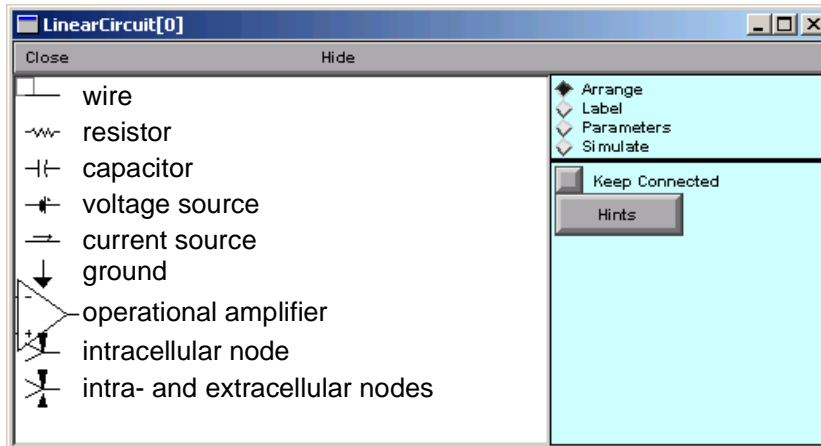 LinearCircuit[0]
Close Hide
wire
resistor
capacitor
voltage source
current source
ground
operational amplifier
intracellular node
intra- and extracellular nodes
Arrange
Label
Parameters
Simulate
Keep Connected
Hints